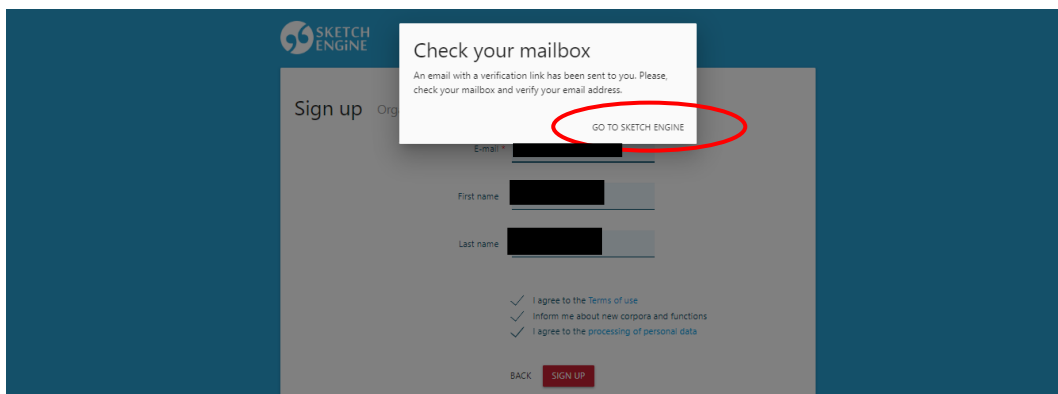 SKETCH
ENGINE
Check your mailbox
An email with a verification link has been sent to you. Please,
check your mailbox and verify your email address.
GO TO SKETCH ENGINE
Sign up
E-mail *
First name
Last name
I agree to the Terms of use
Inform me about new corpora and functions
I agree to the processing of personal data
BACK SIGN UP